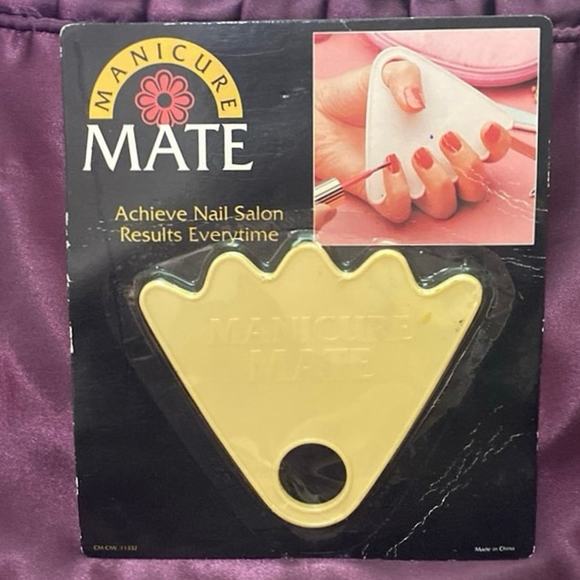 MANICURE
MATE
Achieve Nail Salon
Results Everytime
MANICURE
MATE
Made in China